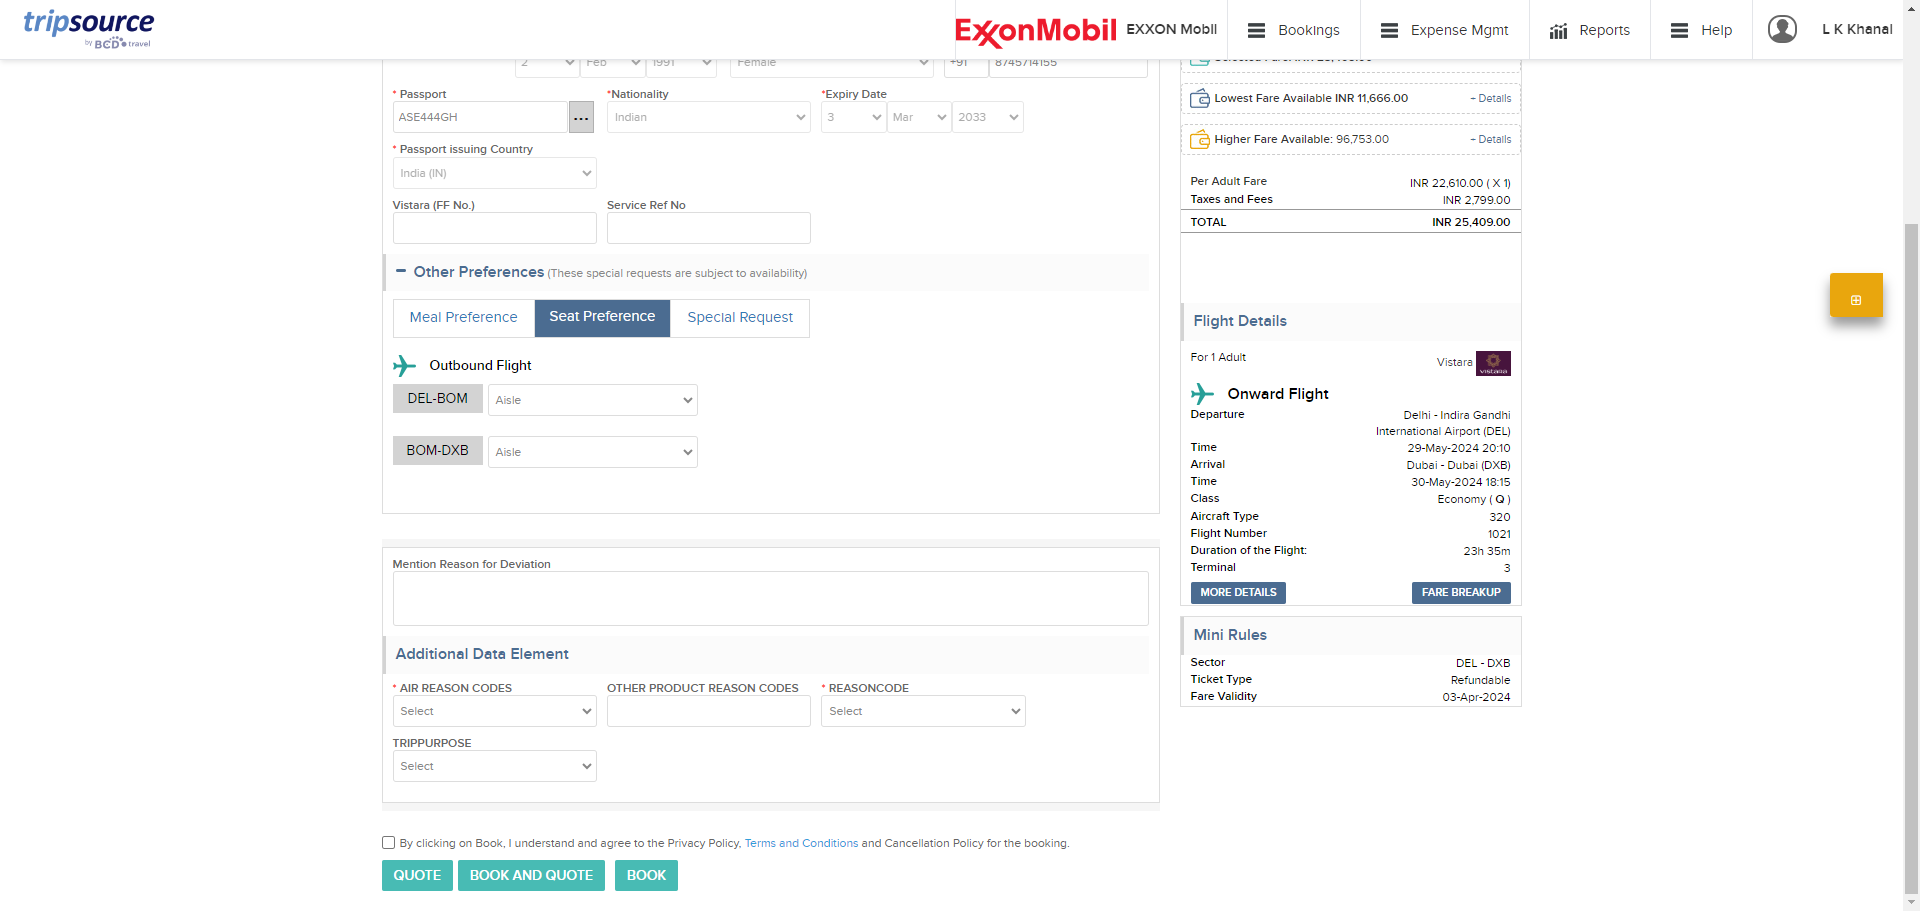 tripsource
by BCD travel
ExxonMobil
EXXON Mobil
Bookings
Expense Mgmt
Reports
Help
L K Khanal
2
Feb
1991
Female
+91
8745714155
* Passport
*Nationality
*Expiry Date
ASE444GH
...
Indian
3
Mar
2033
* Passport issuing Country
India (IN)
Vistara (FF No.)
Service Ref No
Other Preferences (These special requests are subject to availability)
Meal Preference
Seat Preference
Special Request
Outbound Flight
DEL-BOM
Aisle
BOM-DXB
Aisle
Mention Reason for Deviation
Additional Data Element
* AIR REASON CODES
OTHER PRODUCT REASON CODES
* REASONCODE
Select
Select
TRIPPURPOSE
Select
By clicking on Book, I understand and agree to the Privacy Policy, Terms and Conditions and Cancellation Policy for the booking.
QUOTE
BOOK AND QUOTE
BOOK
Lowest Fare Available INR 11,666.00
+ Details
Higher Fare Available: 96,753.00
+ Details
Per Adult Fare
INR 22,610.00 ( X 1)
Taxes and Fees
INR 2,799.00
TOTAL
INR 25,409.00
Flight Details
For 1 Adult
Vistara
VISTARA
Onward Flight
Departure
Delhi - Indira Gandhi
International Airport (DEL)
Time
29-May-2024 20:10
Arrival
Dubai - Dubai (DXB)
Time
30-May-2024 18:15
Class
Economy ( Q )
Aircraft Type
320
Flight Number
1021
Duration of the Flight:
23h 35m
Terminal
3
MORE DETAILS
FARE BREAKUP
Mini Rules
Sector
DEL - DXB
Ticket Type
Refundable
Fare Validity
03-Apr-2024